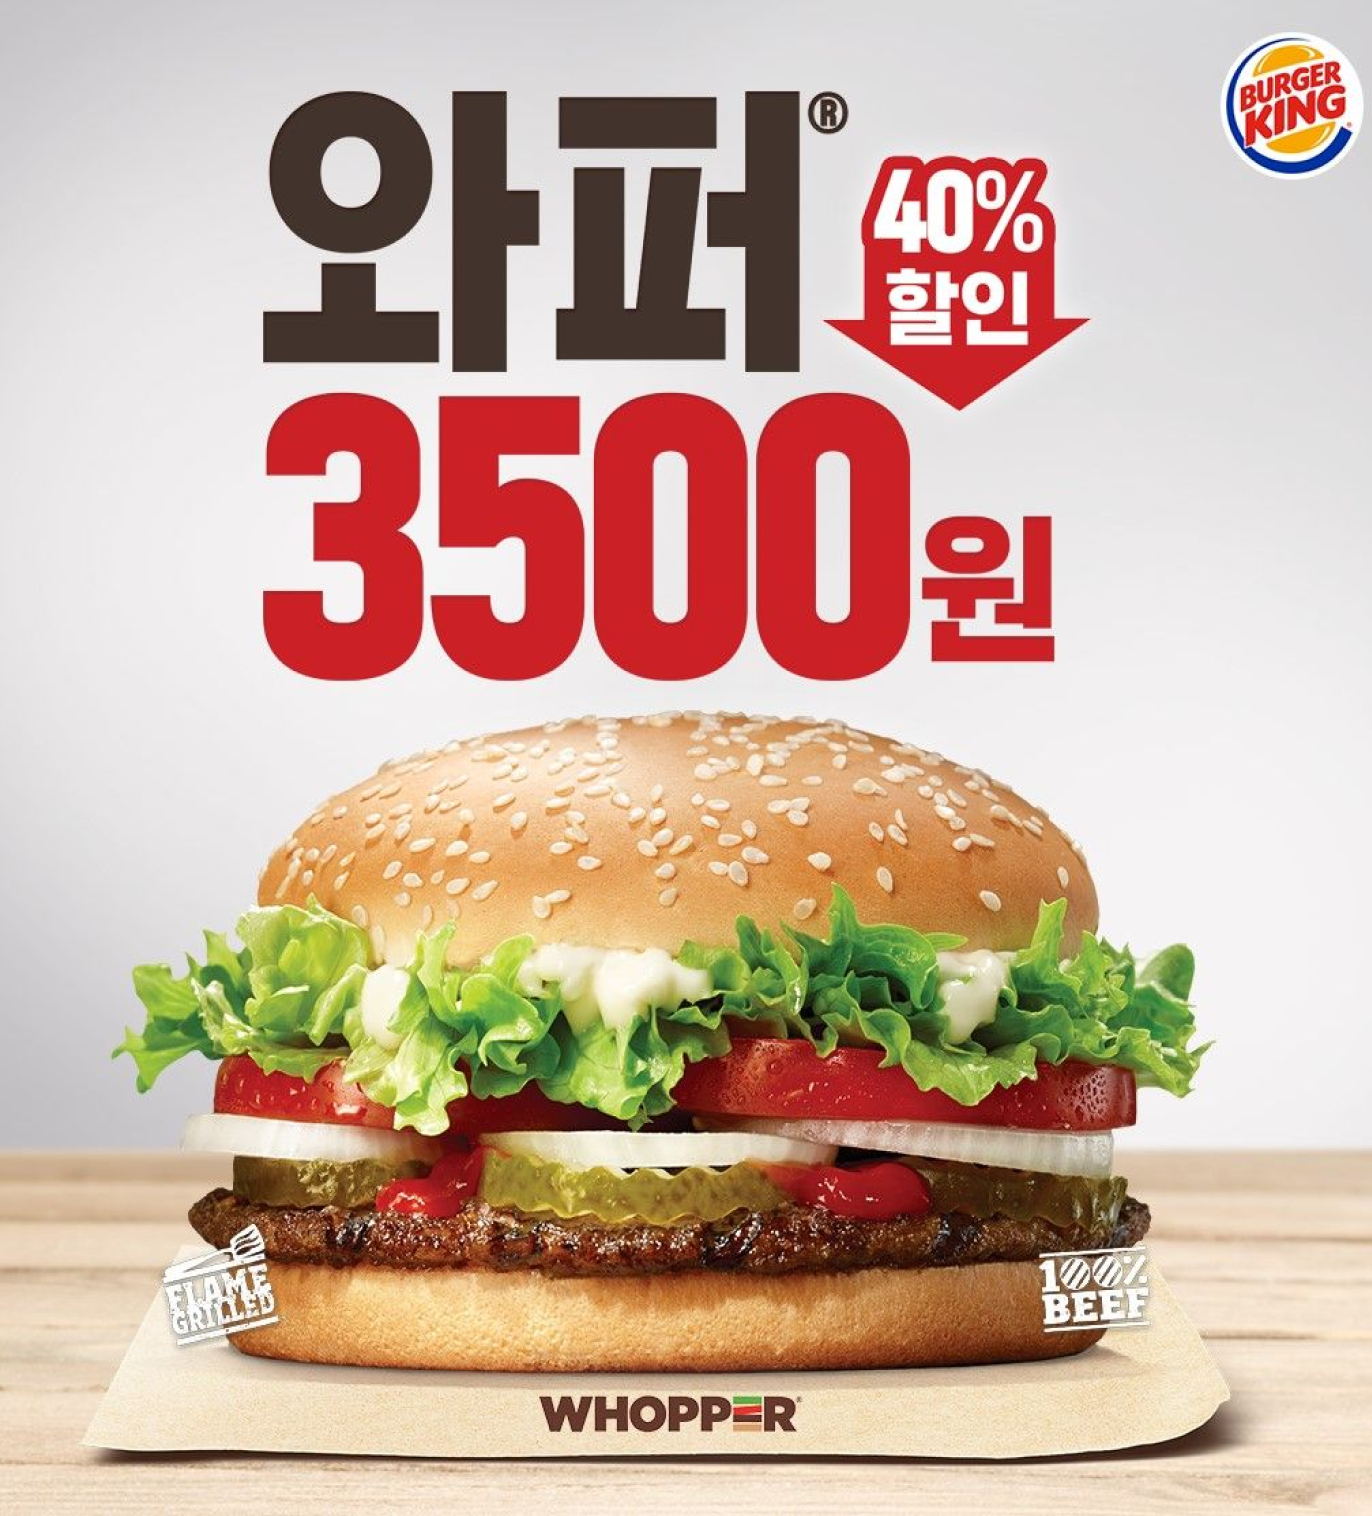 BURGER
KING
와퍼®
40%
할인
3500원
FLAME
GRILLED
100%
BEEF
WHOPPER